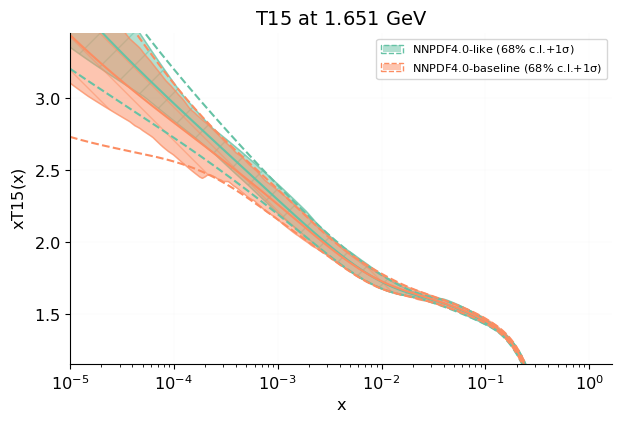 T15 at 1.651 GeV
NNPDF4.0-like (68% c.l.+1σ)
NNPDF4.0-baseline (68% c.l.+1σ)
xT15(x)
3.0
2.5
2.0
1.5
10⁻⁵ 10⁻⁴ 10⁻³ 10⁻² 10⁻¹ 10⁰
x